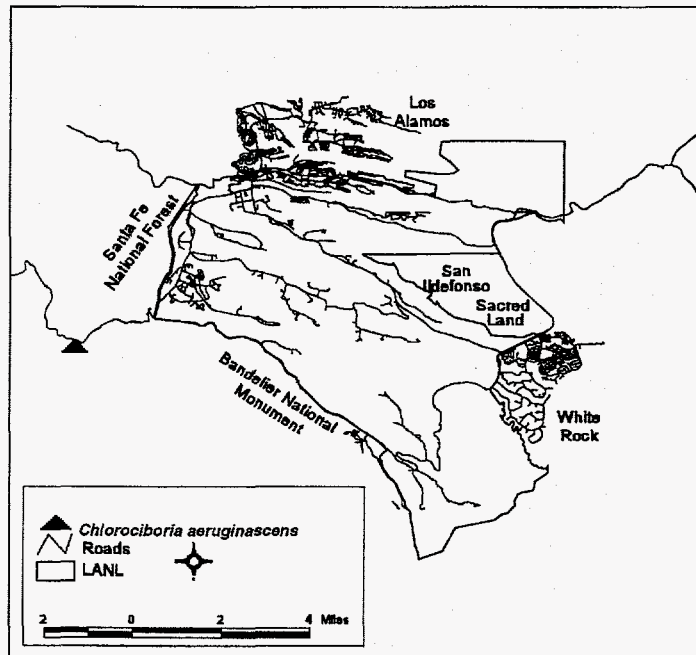 Los
Alamos
Santa Fe
National Forest
San
Ildefonso
Sacred
Land
Bandelier National
Monument
White
Rock
Chlorociboria aeruginascens
Roads
LANL
2 0 2 4 Miles